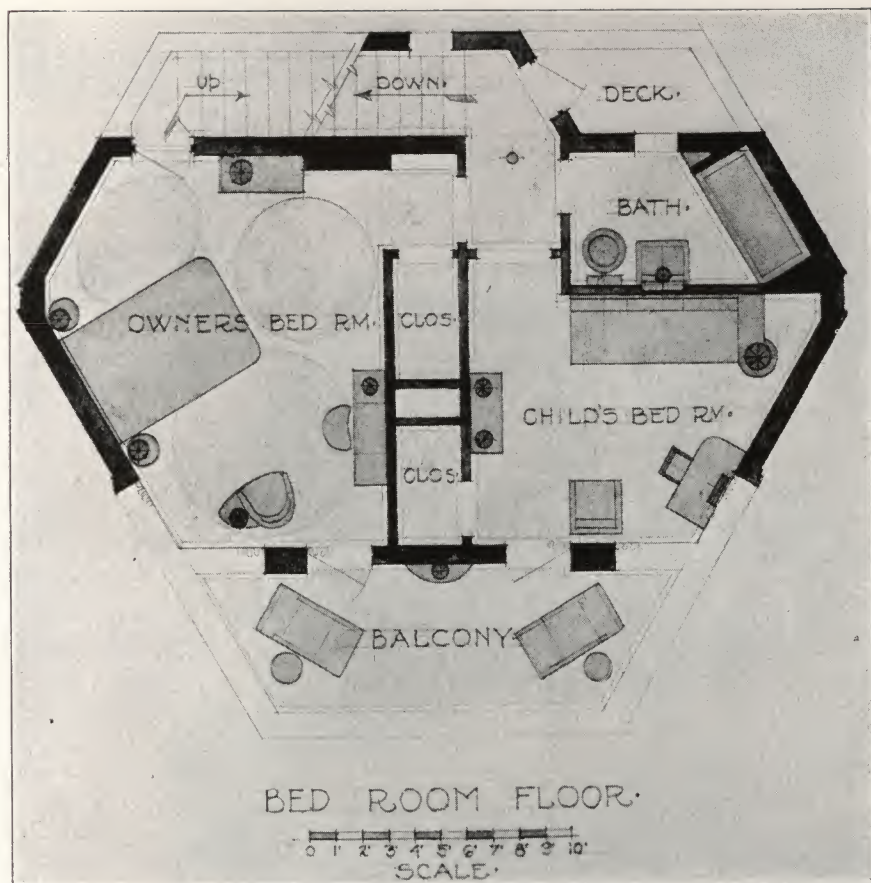 UP
DOWN.
DECK.
BATH.
OWNERS BED RM.
CLOS.
CHILD'S BED RM.
CLOS.
BALCONY
BED ROOM FLOOR.
0 1' 2' 3' 4' 5' 6' 7' 8' 9' 10'
SCALE.